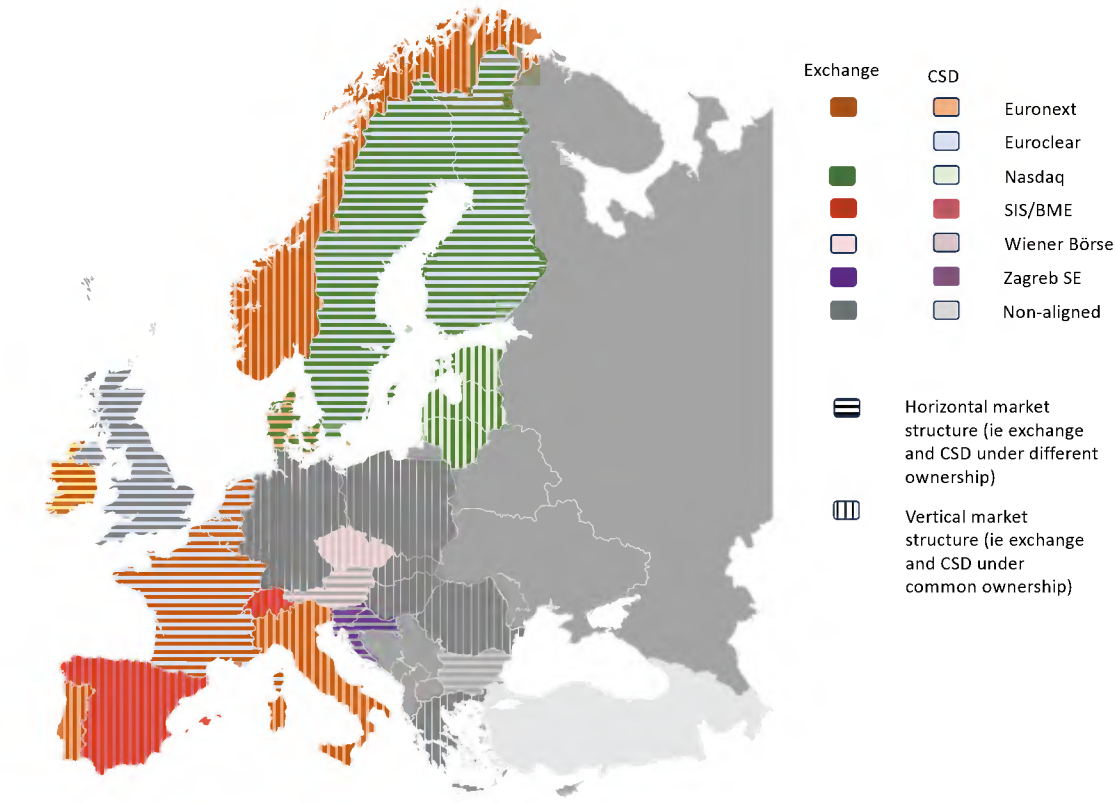 Exchange
CSD
Euronext
Euroclear
Nasdaq
SIS/BME
Wiener Börse
Zagreb SE
Non-aligned
Horizontal market
structure (ie exchange
and CSD under different
ownership)
Vertical market
structure (ie exchange
and CSD under
common ownership)